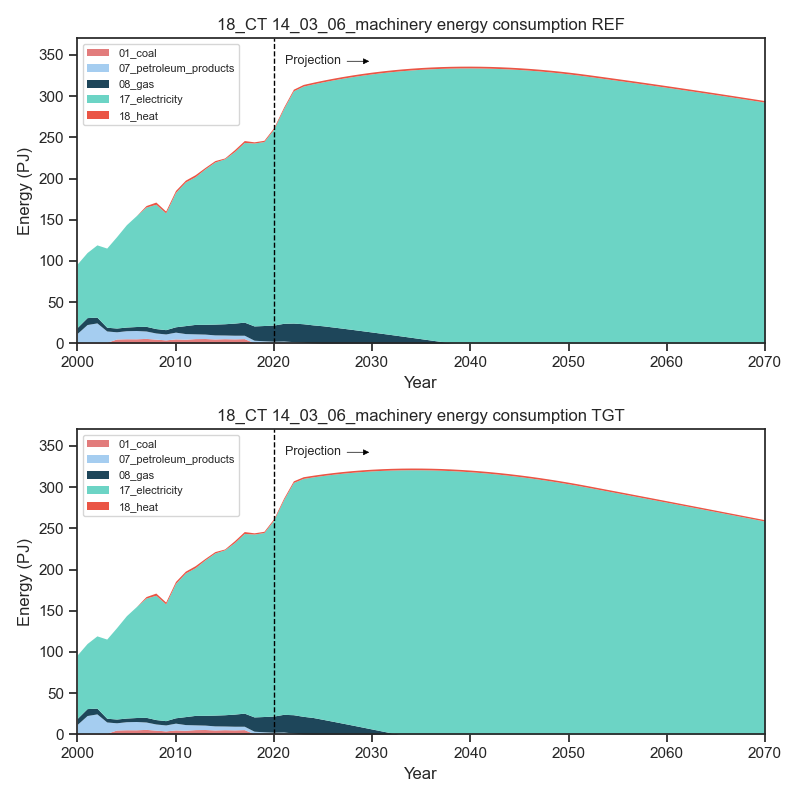 18_CT 14_03_06_machinery energy consumption REF
350
300
250
200
150
100
50
0
Energy (PJ)
01_coal
07_petroleum_products
08_gas
17_electricity
18_heat
Projection
2000 2010 2020 2030 2040 2050 2060 2070
Year
18_CT 14_03_06_machinery energy consumption TGT
350
300
250
200
150
100
50
0
Energy (PJ)
01_coal
07_petroleum_products
08_gas
17_electricity
18_heat
Projection
2000 2010 2020 2030 2040 2050 2060 2070
Year